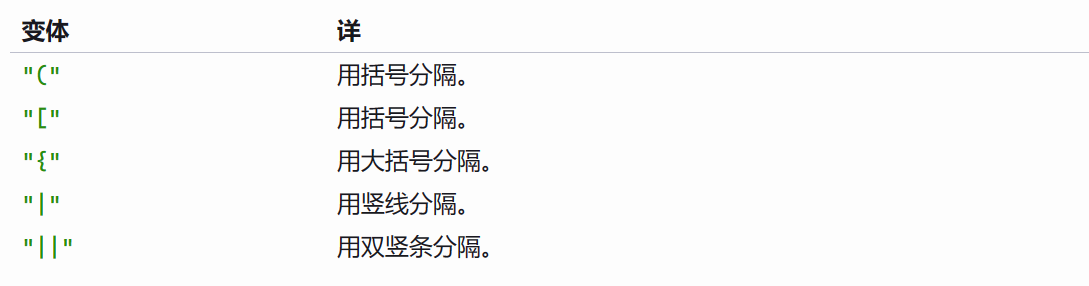 变体 详
"(" 用括号分隔。
"[" 用括号分隔。
"{" 用大括号分隔。
"|" 用竖线分隔。
"||" 用双竖条分隔。